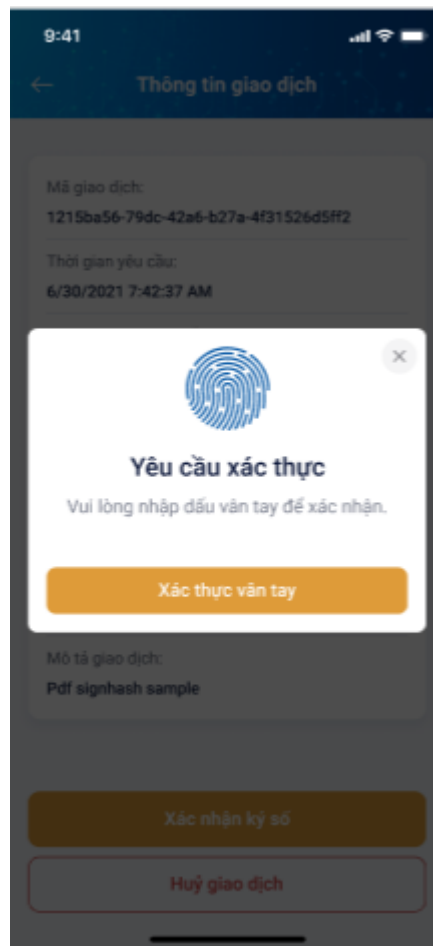 9:41
Thông tin giao dịch
Mã giao dịch:
1215ba56-79dc-42a6-b27a-4f31526d5ff2
Thời gian yêu cầu:
6/30/2021 7:42:37 AM
Yêu cầu xác thực
Vui lòng nhập dấu vân tay để xác nhận.
Xác thực vân tay
Mô tả giao dịch:
Pdf signhash sample
Xác nhận ký số
Huỷ giao dịch